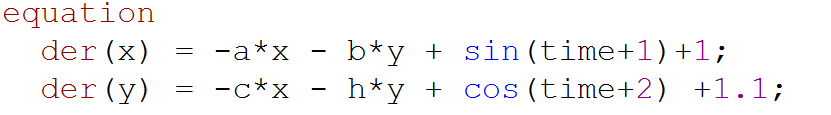 equation
der(x) = -a*x - b*y + sin(time+1)+1;
der(y) = -c*x - h*y + cos(time+2) +1.1;